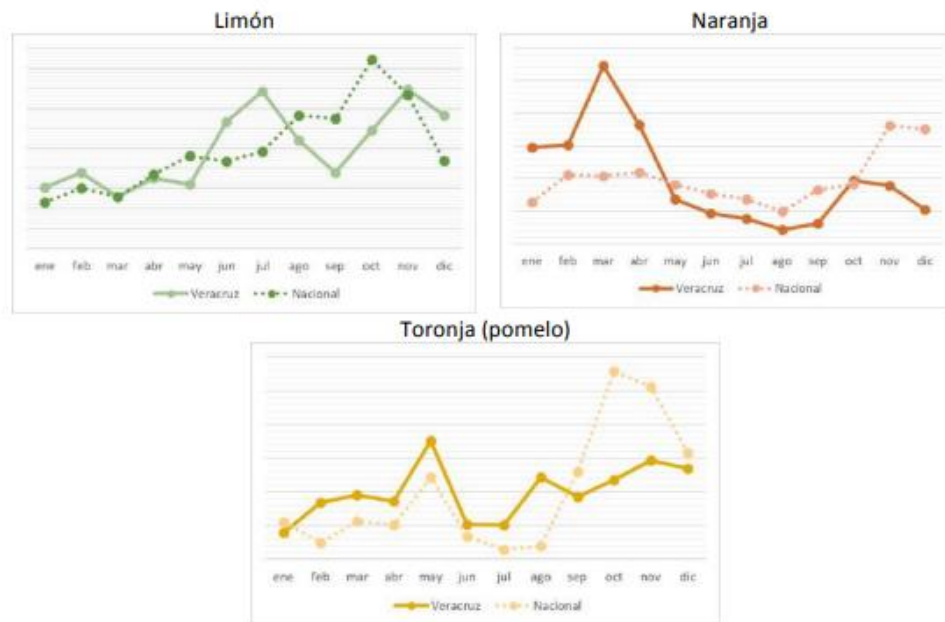 Limón
ene feb mar abr may jun jul ago sep oct nov dic
Veracruz Nacional
Naranja
ene feb mar abr may jun jul ago sep oct nov dic
Veracruz Nacional
Toronja (pomelo)
ene feb mar abr may jun jul ago sep oct nov dic
Veracruz Nacional